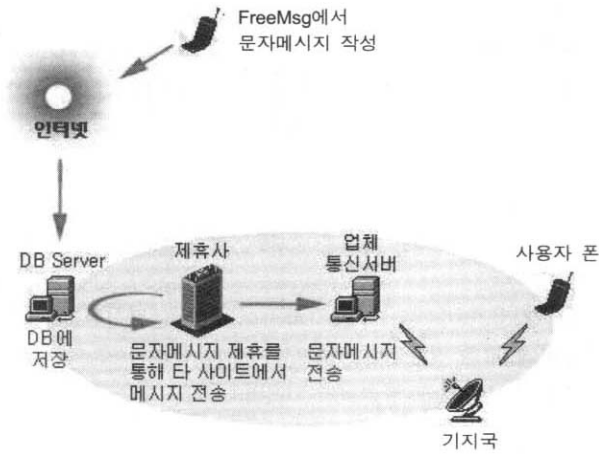 FreeMsg에서
문자메시지 작성
인터넷
DB Server
DB에
저장
제휴사
문자메시지 제휴를
통해 타 사이트에서
메시지 전송
업체
통신서버
문자메시지
전송
사용자 폰
기지국